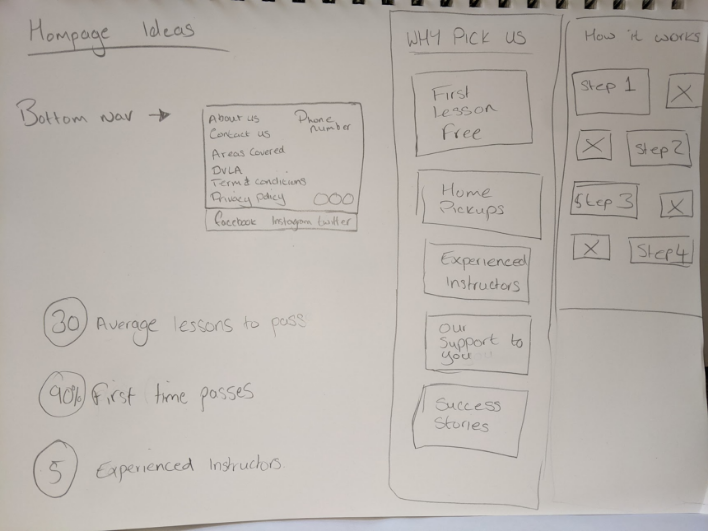 Hompage Ideas
Bottom nav →
About us
Phone
number
Contact us
Areas Covered
DVLA
Term & conditions
Privacy policy
facebook Instagram twitter
30 Average lessons to pass
90% First time passes
5 Experienced Instructors
WHY PICK US
First
Lesson
Free
Home
Pickups
Experienced
Instructors
Our
Support to
you
Success
Stories
How it works
Step 1 X
X Step 2
Step 3 X
X Step 4